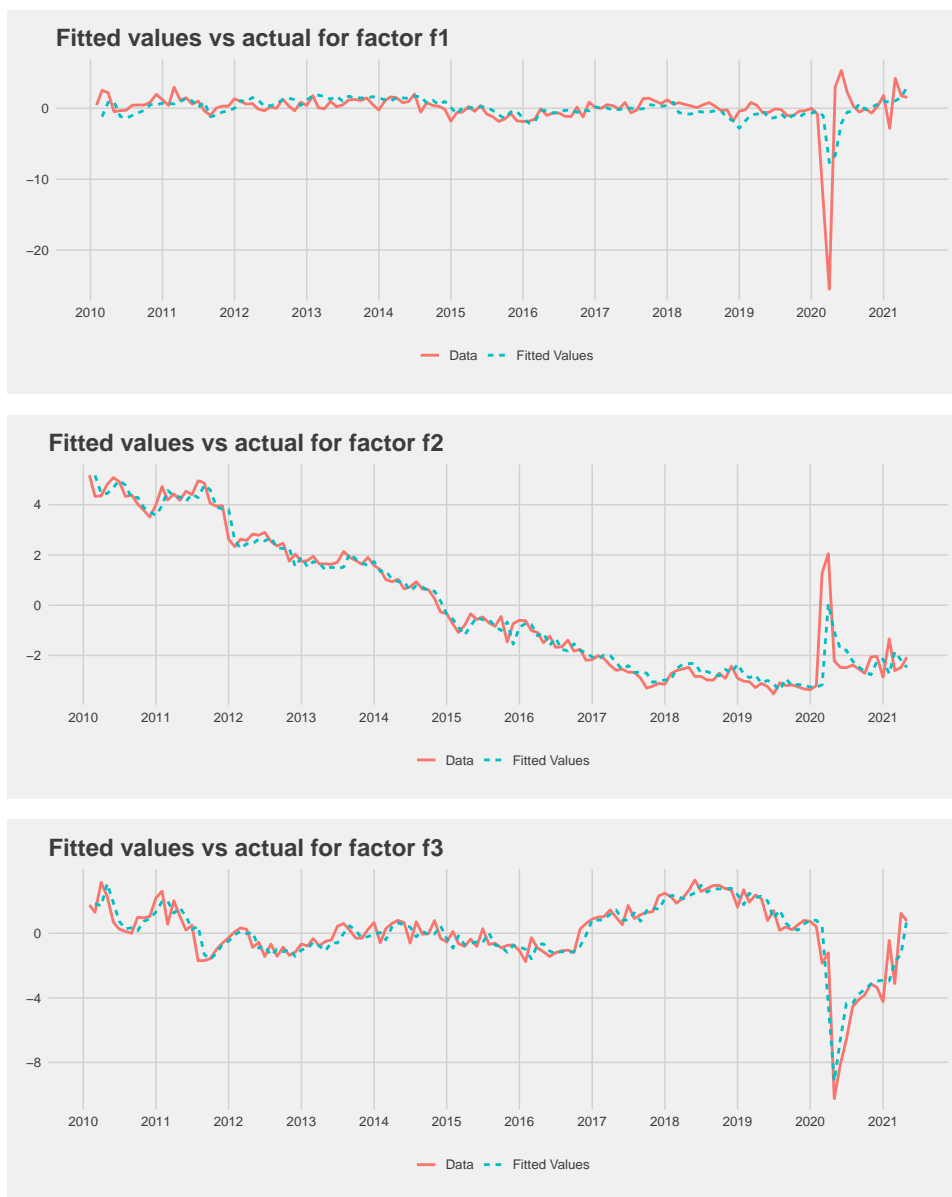 Fitted values vs actual for factor f1
0
−10
−20
2010 2011 2012 2013 2014 2015 2016 2017 2018 2019 2020 2021
Data Fitted Values
Fitted values vs actual for factor f2
4
2
0
−2
2010 2011 2012 2013 2014 2015 2016 2017 2018 2019 2020 2021
Data Fitted Values
Fitted values vs actual for factor f3
0
−4
−8
2010 2011 2012 2013 2014 2015 2016 2017 2018 2019 2020 2021
Data Fitted Values